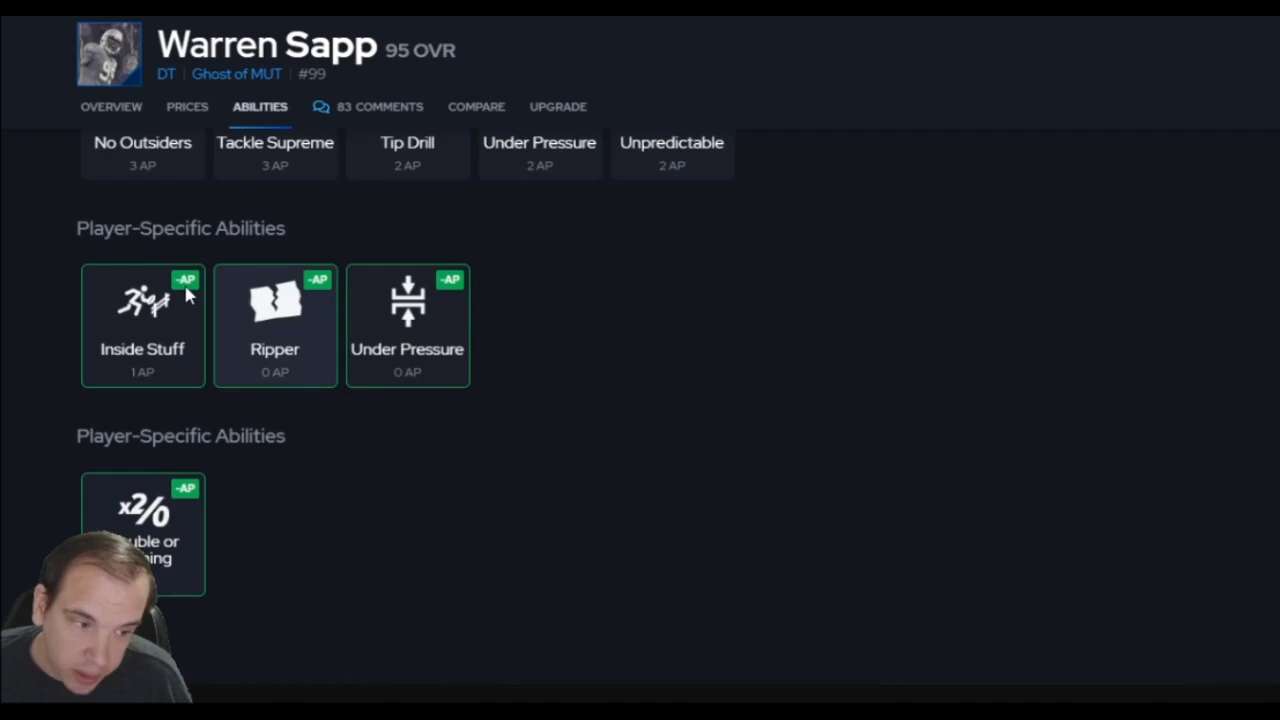 Warren Sapp 95 OVR
DT Ghost of MUT #99
OVERVIEW PRICES ABILITIES 83 COMMENTS COMPARE UPGRADE
No Outsiders Tackle Supreme Tip Drill Under Pressure Unpredictable
3 AP 3 AP 2 AP 2 AP 2 AP
Player-Specific Abilities
-AP -AP -AP
Inside Stuff Ripper Under Pressure
1 AP 0 AP 0 AP
Player-Specific Abilities
-AP
x2/0
or